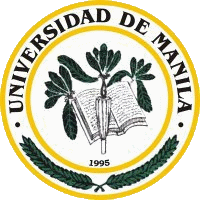 · UNIVERSIDAD DE MANILA ·
1995